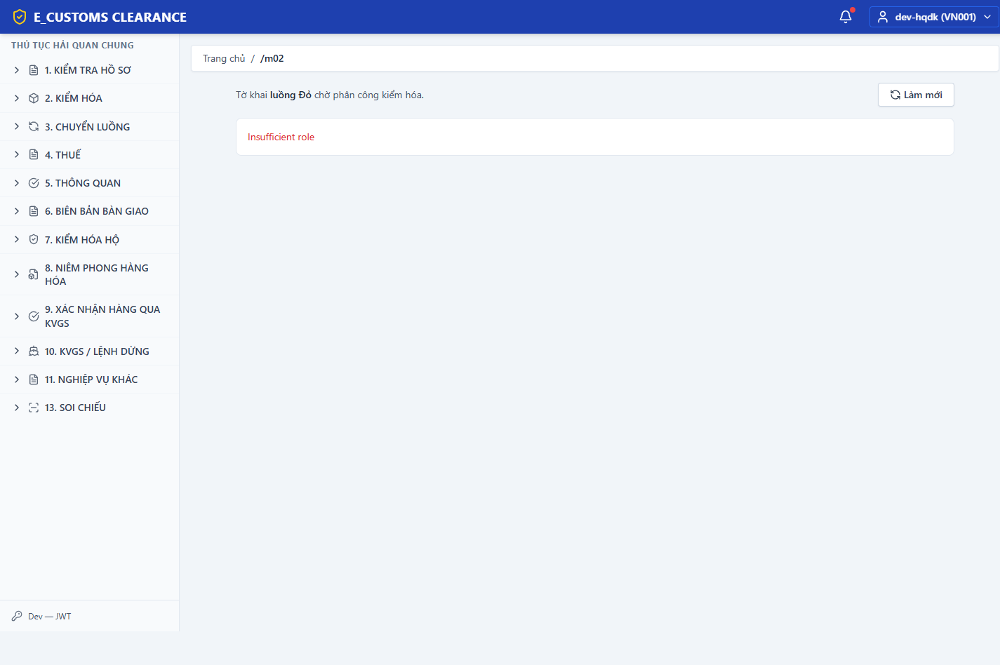 E_CUSTOMS CLEARANCE
dev-hqdk (VN001)
THỦ TỤC HẢI QUAN CHUNG
1. KIỂM TRA HỒ SƠ
2. KIỂM HÓA
3. CHUYỂN LUỒNG
4. THUẾ
5. THÔNG QUAN
6. BIÊN BẢN BÀN GIAO
7. KIỂM HÓA HỘ
8. NIÊM PHONG HÀNG
HÓA
9. XÁC NHẬN HÀNG QUA
KVGS
10. KVGS / LỆNH DỪNG
11. NGHIỆP VỤ KHÁC
13. SOI CHIẾU
Dev — JWT
Trang chủ / /m02
Tờ khai luồng Đỏ chờ phân công kiểm hóa.
Làm mới
Insufficient role